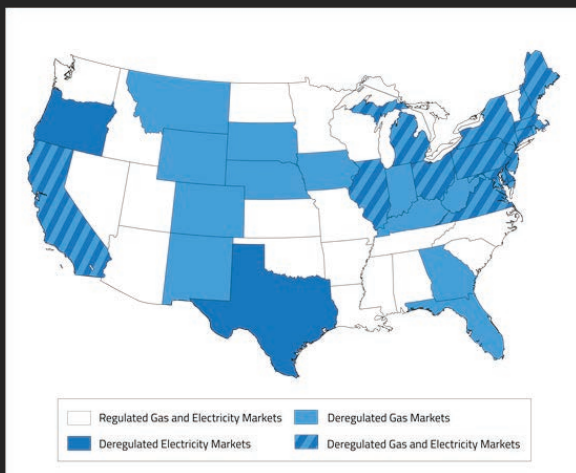 Regulated Gas and Electricity Markets
Deregulated Gas Markets
Deregulated Electricity Markets
Deregulated Gas and Electricity Markets